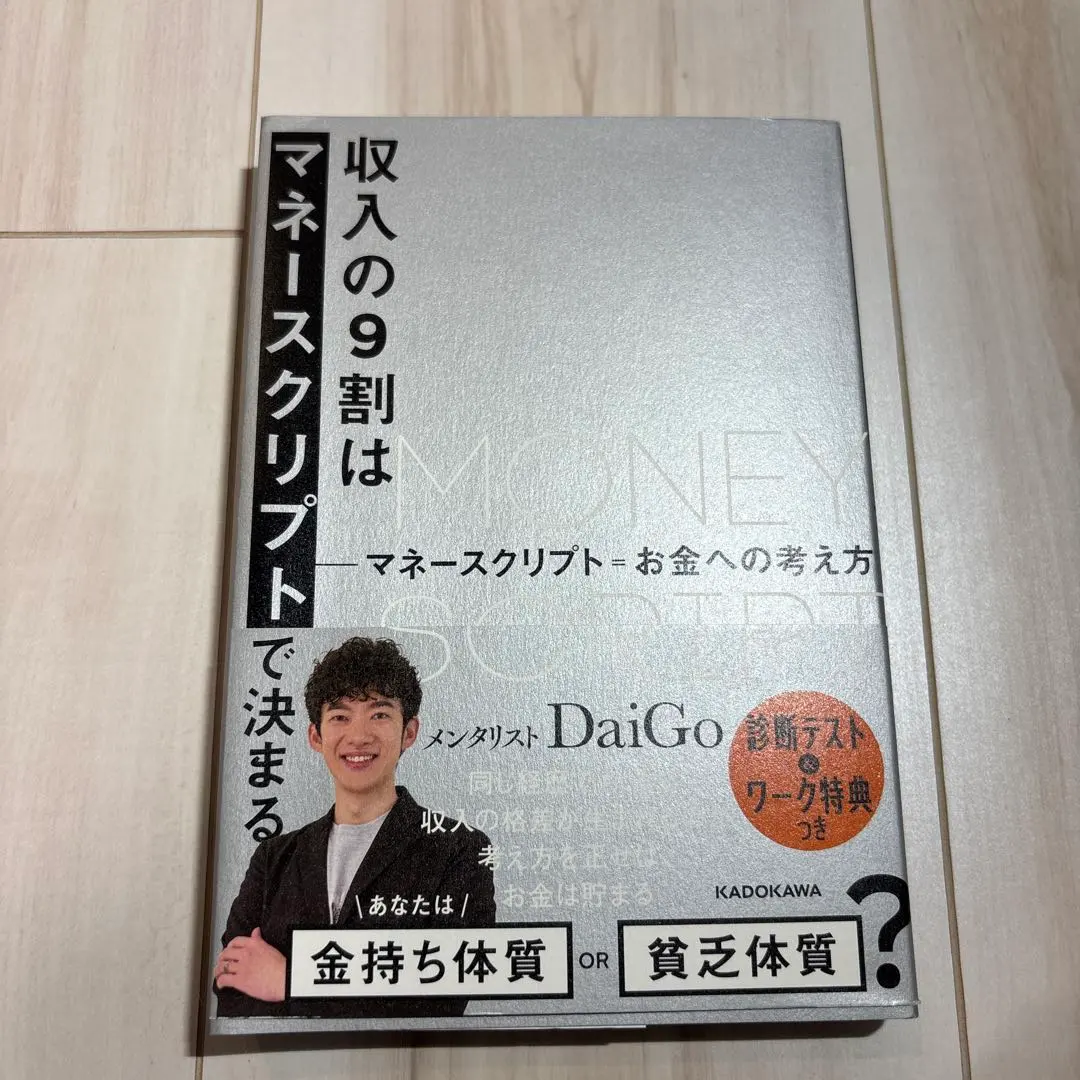 収入の9割は
マネースクリプトで決まる
MONEY
マネースクリプト=お金への考え方
SCRIPT
メンタリスト DaiGo
診断テスト
&
ワーク特典
つき
同じ
収入の格差
考え方を正せば、
お金は貯まる
KADOKAWA
\あなたは/
金持ち体質 OR 貧乏体質 ?